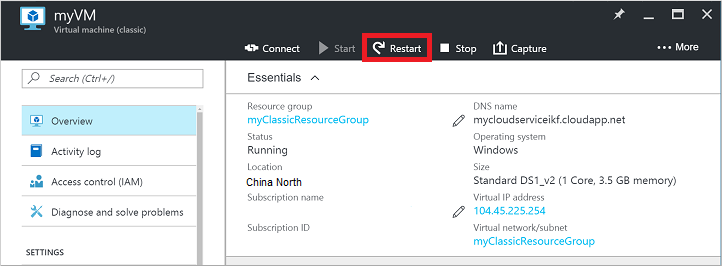 myVM
Virtual machine (classic)
Connect Start Restart Stop Capture ••• More
Search (Ctrl+/)
Overview
Activity log
Access control (IAM)
Diagnose and solve problems
SETTINGS
Essentials
Resource group
myClassicResourceGroup
Status
Running
Location
China North
Subscription name
Subscription ID
DNS name
mycloudserviceikf.cloudapp.net
Operating system
Windows
Size
Standard DS1_v2 (1 Core, 3.5 GB memory)
Virtual IP address
104.45.225.254
Virtual network/subnet
myClassicResourceGroup